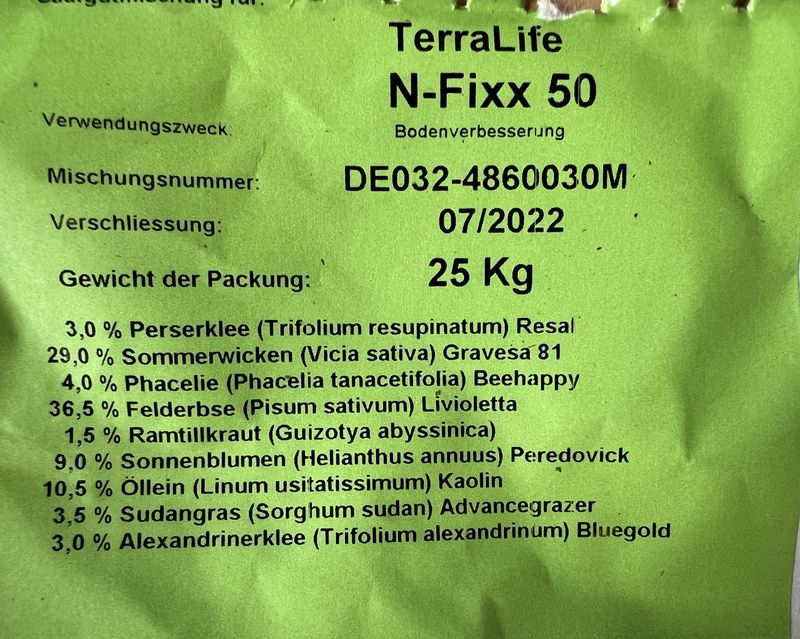 Saatgutmischung für:
TerraLife
N-Fixx 50
Verwendungszweck: Bodenverbesserung
Mischungsnummer: DE032-4860030M
Verschliessung: 07/2022
Gewicht der Packung: 25 Kg
3,0 % Perserklee (Trifolium resupinatum) Resal
29,0 % Sommerwicken (Vicia sativa) Gravesa 81
4,0 % Phacelie (Phacelia tanacetifolia) Beehappy
36,5 % Felderbse (Pisum sativum) Livioletta
1,5 % Ramtillkraut (Guizotya abyssinica)
9,0 % Sonnenblumen (Helianthus annuus) Peredovick
10,5 % Öllein (Linum usitatissimum) Kaolin
3,5 % Sudangras (Sorghum sudan) Advancegrazer
3,0 % Alexandrinerklee (Trifolium alexandrinum) Bluegold